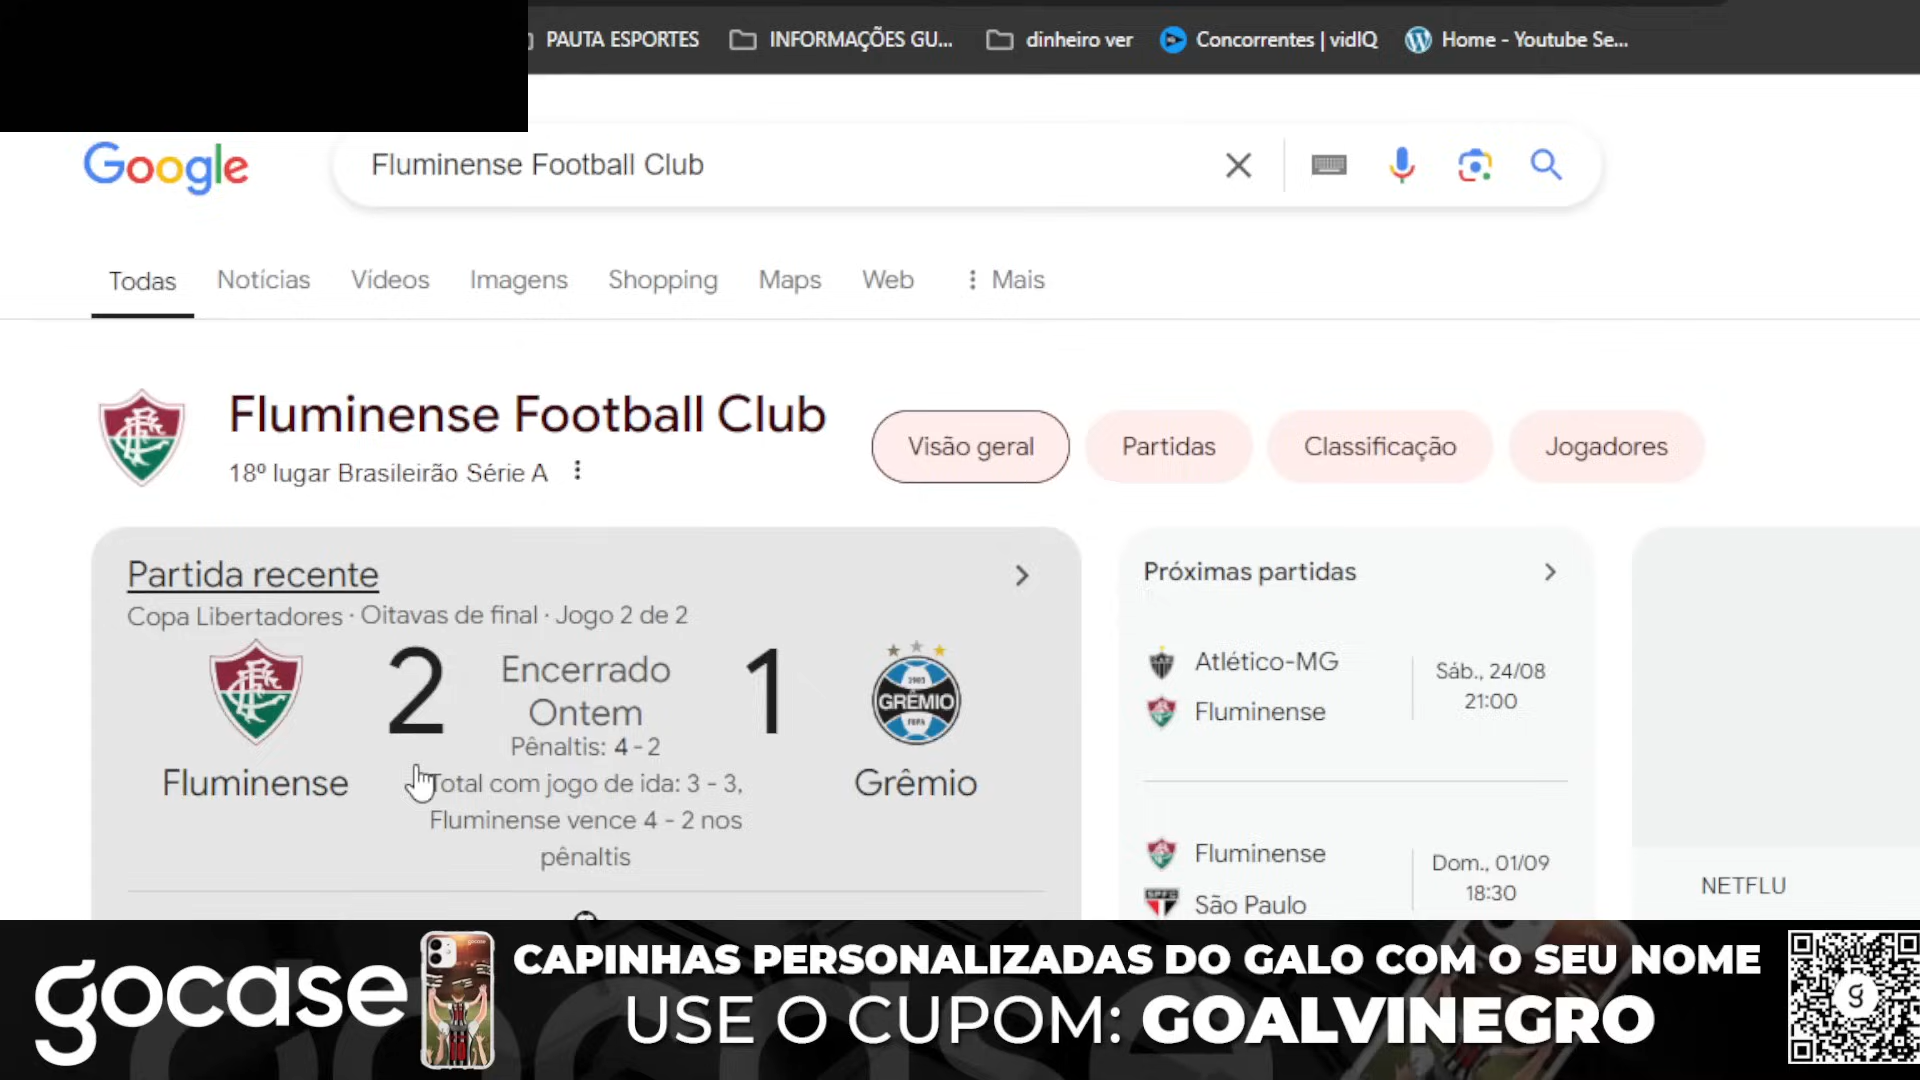 PAUTA ESPORTES
INFORMAÇÕES GU...
dinheiro ver
Concorrentes | vidIQ
Home - Youtube Se...
Google
Fluminense Football Club
Todas
Notícias
Vídeos
Imagens
Shopping
Maps
Web
Mais
Fluminense Football Club
18º lugar Brasileirão Série A
Visão geral
Partidas
Classificação
Jogadores
Partida recente
Copa Libertadores · Oitavas de final · Jogo 2 de 2
2
Encerrado
Ontem
1
Pênaltis: 4 - 2
Fluminense
Total com jogo de ida: 3 - 3,
Fluminense vence 4 - 2 nos
pênaltis
1903
GRÊMIO
FBPA
Grêmio
Próximas partidas
Atlético-MG
Fluminense
Sáb., 24/08
21:00
Fluminense
São Paulo
Dom., 01/09
18:30
SPFC
NETFLU
gocase
CAPINHAS PERSONALIZADAS DO GALO COM O SEU NOME
USE O CUPOM: GOALVINEGRO
g